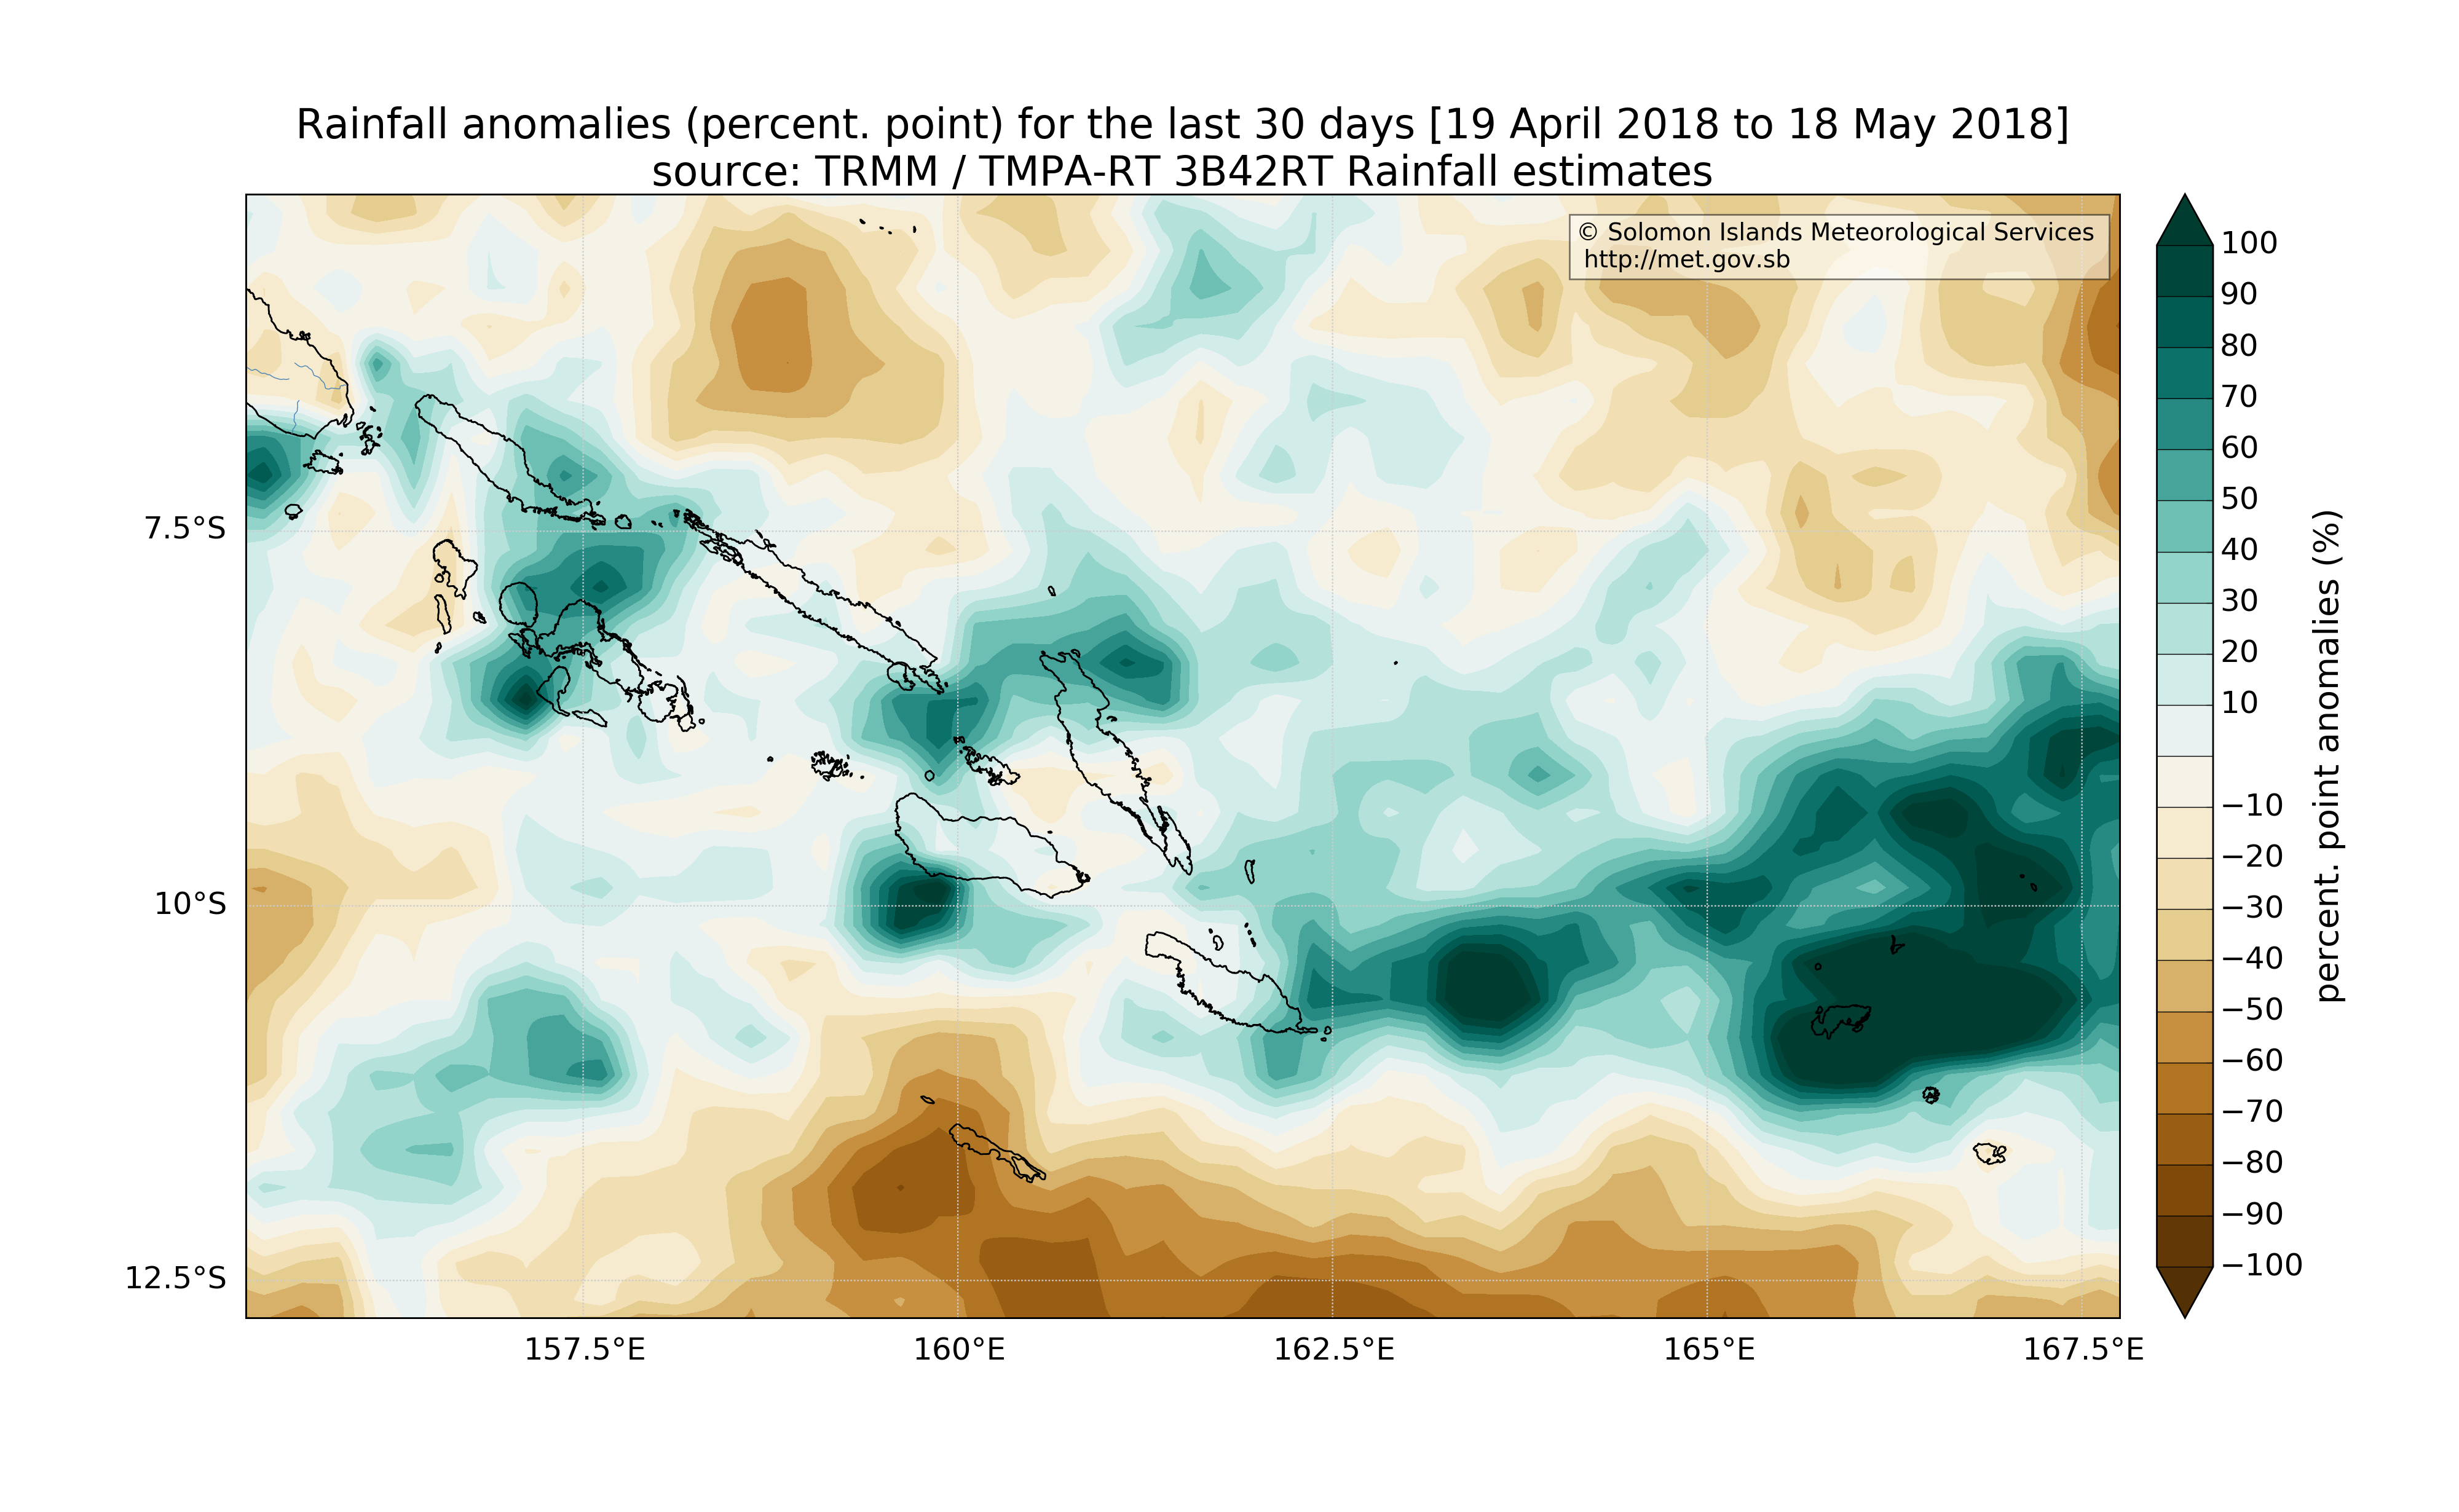 Rainfall anomalies (percent. point) for the last 30 days [19 April 2018 to 18 May 2018]
source: TRMM / TMPA-RT 3B42RT Rainfall estimates
© Solomon Islands Meteorological Services
http://met.gov.sb
7.5°S
10°S
12.5°S
157.5°E
160°E
162.5°E
165°E
167.5°E
100
90
80
70
60
50
40
30
20
10
−10
−20
−30
−40
−50
−60
−70
−80
−90
−100
percent. point anomalies (%)